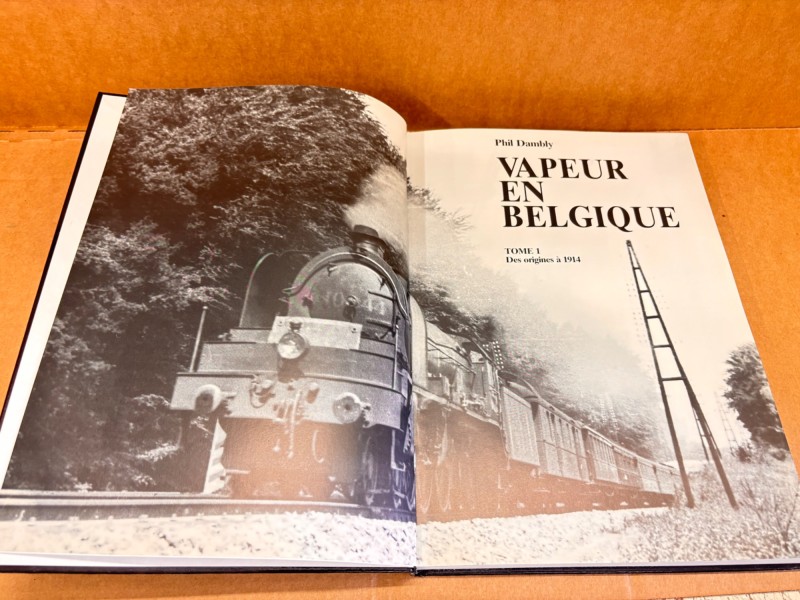 Phil Dambly
VAPEUR
EN
BELGIQUE
TOME 1
Des origines à 1914